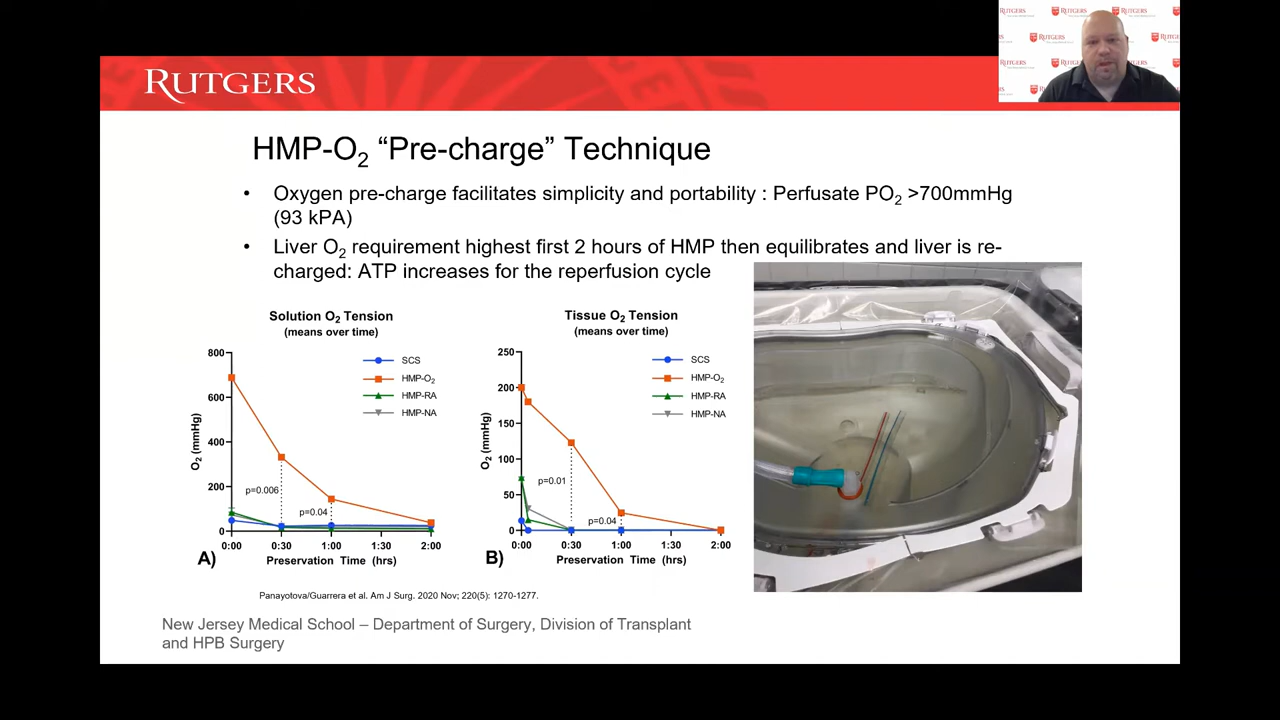 RUTGERS
RUTGERS
RUTGERS
RUTGERS
HMP-O₂ “Pre-charge” Technique
• Oxygen pre-charge facilitates simplicity and portability : Perfusate PO₂ >700mmHg
(93 kPA)
• Liver O₂ requirement highest first 2 hours of HMP then equilibrates and liver is re-
charged: ATP increases for the reperfusion cycle
Solution O₂ Tension
(means over time)
800
600
400
200
0
O₂ (mmHg)
SCS
HMP-O₂
HMP-RA
HMP-NA
p=0.006
p=0.04
0:00 0:30 1:00 1:30 2:00
Preservation Time (hrs)
A)
Tissue O₂ Tension
(means over time)
250
200
150
100
50
0
O₂ (mmHg)
SCS
HMP-O₂
HMP-RA
HMP-NA
p=0.01
p=0.04
0:00 0:30 1:00 1:30 2:00
Preservation Time (hrs)
B)
Panayotova/Guarrera et al. Am J Surg. 2020 Nov; 220(5): 1270-1277.
New Jersey Medical School – Department of Surgery, Division of Transplant
and HPB Surgery